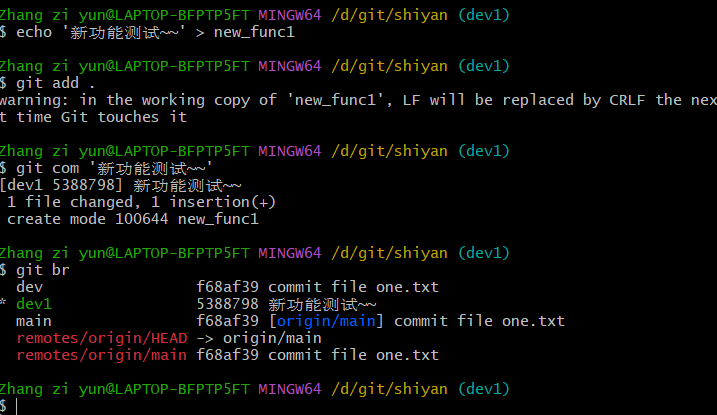 Zhang zi yun@LAPTOP-BFPTP5FT MINGW64 /d/git/shiyan (dev1)
$ echo '新功能测试~~' > new_func1
Zhang zi yun@LAPTOP-BFPTP5FT MINGW64 /d/git/shiyan (dev1)
$ git add .
warning: in the working copy of 'new_func1', LF will be replaced by CRLF the nex
t time Git touches it
Zhang zi yun@LAPTOP-BFPTP5FT MINGW64 /d/git/shiyan (dev1)
$ git com '新功能测试~~'
[dev1 5388798] 新功能测试~~
1 file changed, 1 insertion(+)
create mode 100644 new_func1
Zhang zi yun@LAPTOP-BFPTP5FT MINGW64 /d/git/shiyan (dev1)
$ git br
dev f68af39 commit file one.txt
* dev1 5388798 新功能测试~~
main f68af39 [origin/main] commit file one.txt
remotes/origin/HEAD -> origin/main
remotes/origin/main f68af39 commit file one.txt
Zhang zi yun@LAPTOP-BFPTP5FT MINGW64 /d/git/shiyan (dev1)
$